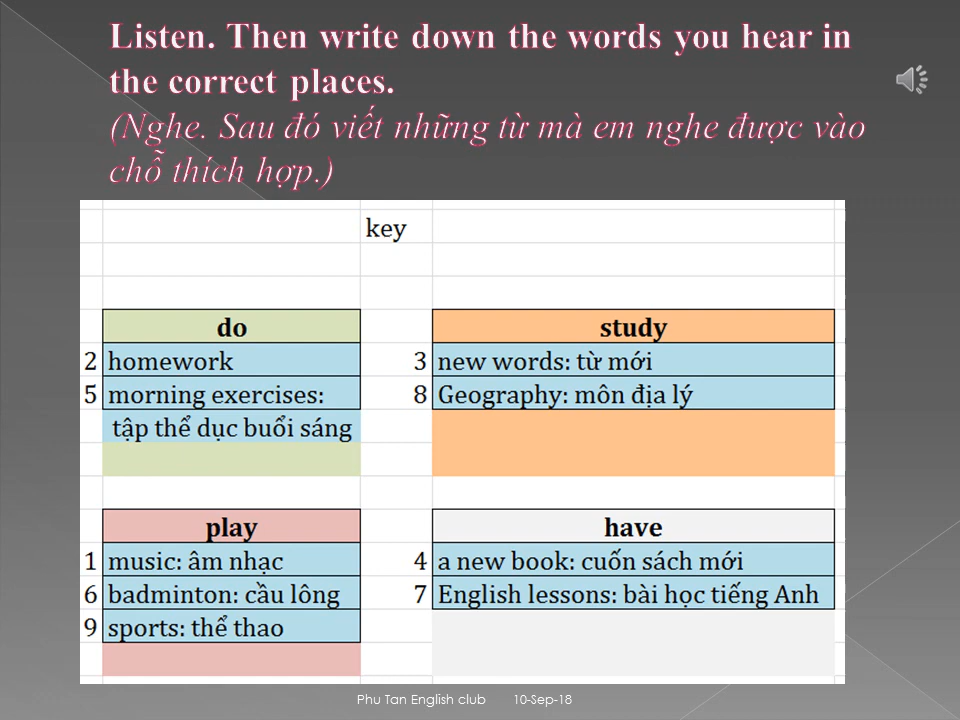 Listen. Then write down the words you hear in
the correct places.
(Nghe. Sau đó viết những từ mà em nghe được vào
chỗ thích hợp.)
key
do
2 homework
5 morning exercises:
tập thể dục buổi sáng
study
3 new words: từ mới
8 Geography: môn địa lý
play
1 music: âm nhạc
6 badminton: cầu lông
9 sports: thể thao
have
4 a new book: cuốn sách mới
7 English lessons: bài học tiếng Anh
Phu Tan English club 10-Sep-18